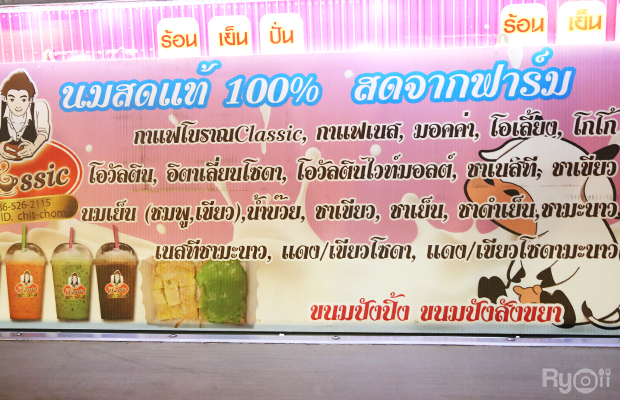 ร้อน เย็น ปั่น ร้อน เย็น
นมสดแท้ 100% สดจากฟาร์ม
กาแฟโบราณClassic, กาแฟเนส, มอคค่า, โอเลี้ยง, โกโก้
โอวัลติน, อิตาเลี่ยนโซดา, โอวัลตินไวท์มอลต์, ชาเนสที, ชาเขียว
นมเย็น (ชมพู,เขียว),น้ำบ๊วย, ชาเขียว, ชาเย็น, ชาดำเย็น,ชามะนาว
เนสทีชามะนาว, แดง/เขียวโซดา, แดง/เขียวโซดามะนาว
ขนมปังปิ้ง ขนมปังสังขยา
ssic
86-526-2115
ID. chit-chom
Ryoii